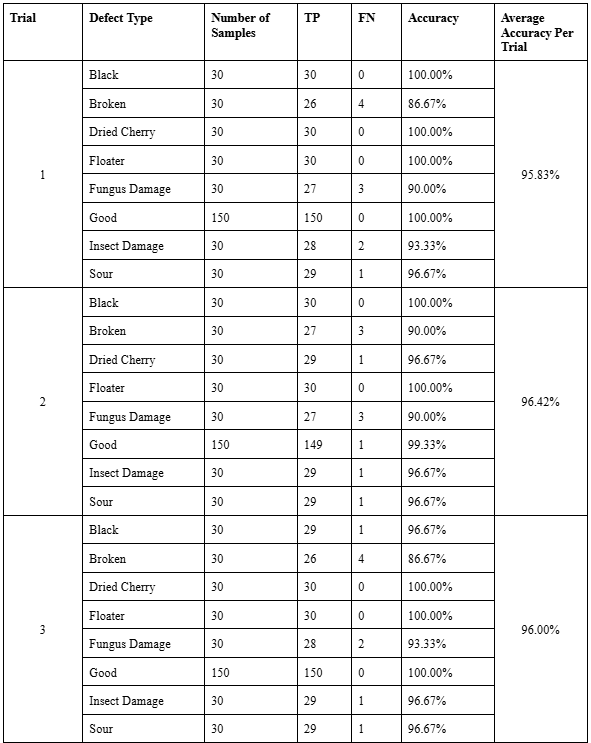 Trial Defect Type Number of Samples TP FN Accuracy Average Accuracy Per Trial
1 95.83%
Black 30 30 0 100.00%
Broken 30 26 4 86.67%
Dried Cherry 30 30 0 100.00%
Floater 30 30 0 100.00%
Fungus Damage 30 27 3 90.00%
Good 150 150 0 100.00%
Insect Damage 30 28 2 93.33%
Sour 30 29 1 96.67%
2 96.42%
Black 30 30 0 100.00%
Broken 30 27 3 90.00%
Dried Cherry 30 29 1 96.67%
Floater 30 30 0 100.00%
Fungus Damage 30 27 3 90.00%
Good 150 149 1 99.33%
Insect Damage 30 29 1 96.67%
Sour 30 29 1 96.67%
3 96.00%
Black 30 29 1 96.67%
Broken 30 26 4 86.67%
Dried Cherry 30 30 0 100.00%
Floater 30 30 0 100.00%
Fungus Damage 30 28 2 93.33%
Good 150 150 0 100.00%
Insect Damage 30 29 1 96.67%
Sour 30 29 1 96.67%